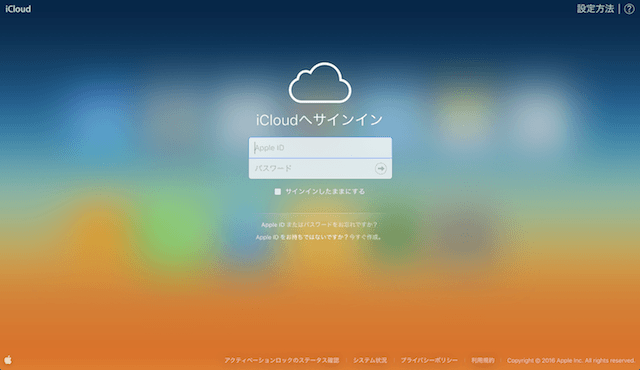 iCloud
設定方法 | ?
iCloudへサインイン
Apple ID
パスワード
サインインしたままにする
Apple ID またはパスワードをお忘れですか?
Apple ID をお持ちではないですか? 今すぐ作成。
アクティベーションロックのステータス確認 システム状況 プライバシーポリシー 利用規約 Copyright © 2016 Apple Inc. All rights reserved.